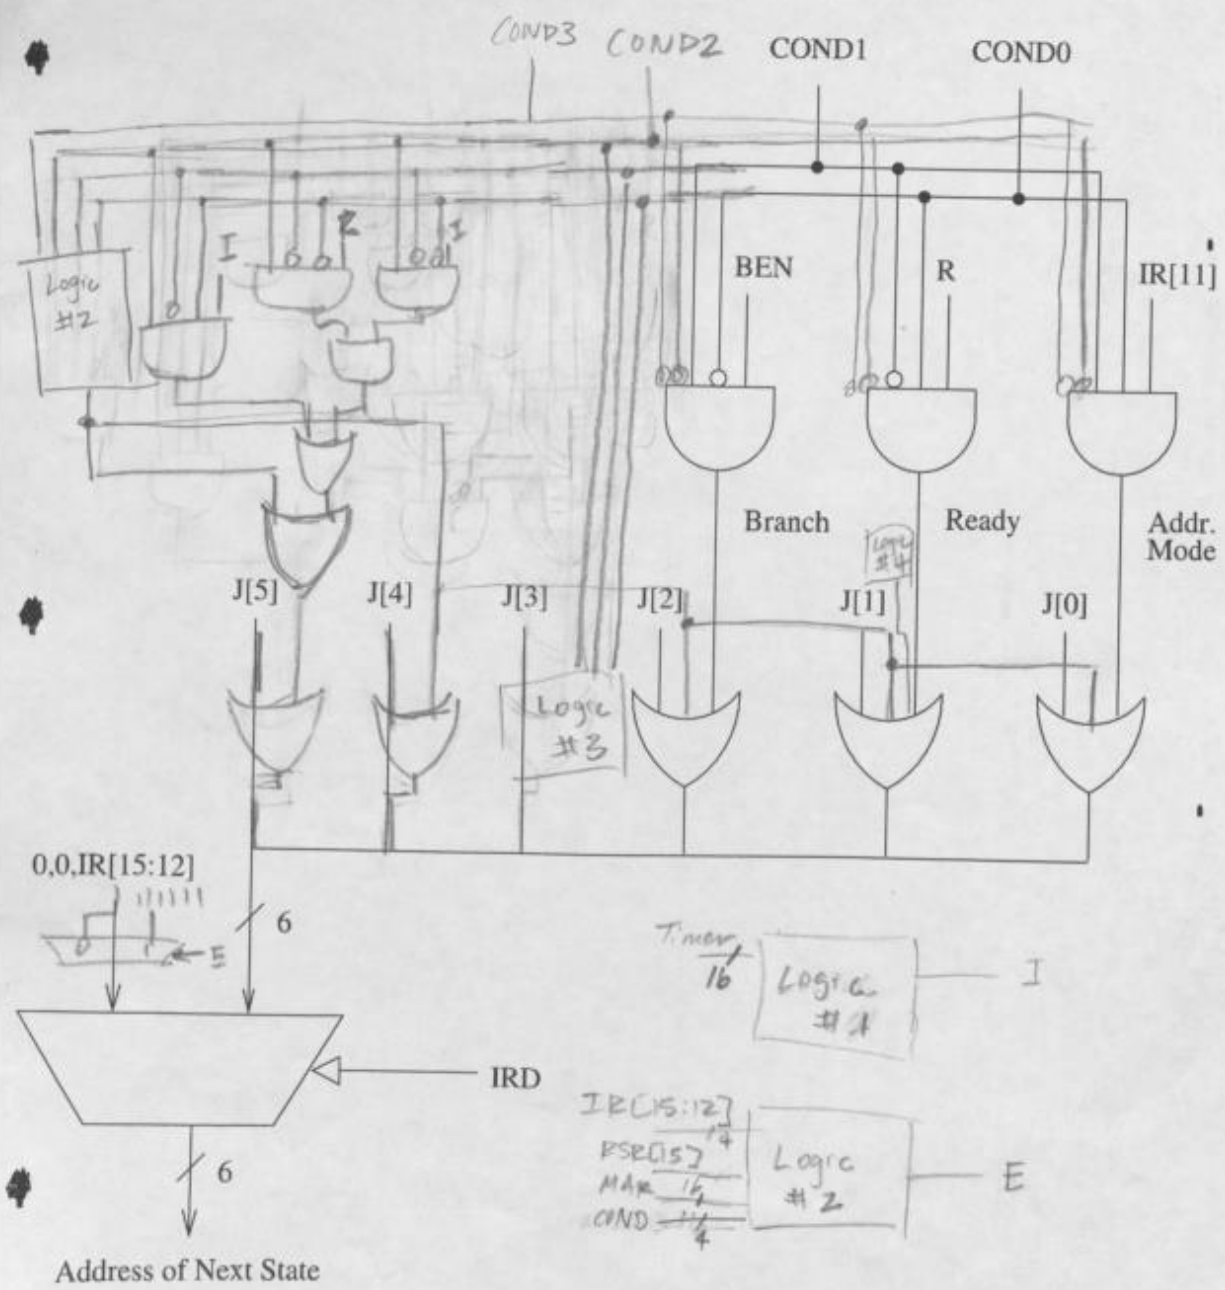 COND3 COND2 COND1 COND0
I R I
Logic
#2
BEN R IR[11]
Branch Ready Addr.
Mode
Logic
#4
J[5] J[4] J[3] J[2] J[1] J[0]
Logic
#3
0,0,IR[15:12] 111111
6
0 1 E
Timer
16
Logic
#1
I
IRD
IR[15:12]
4
PSR[15]
MAR 16
COND 4
Logic
#2
E
6
Address of Next State